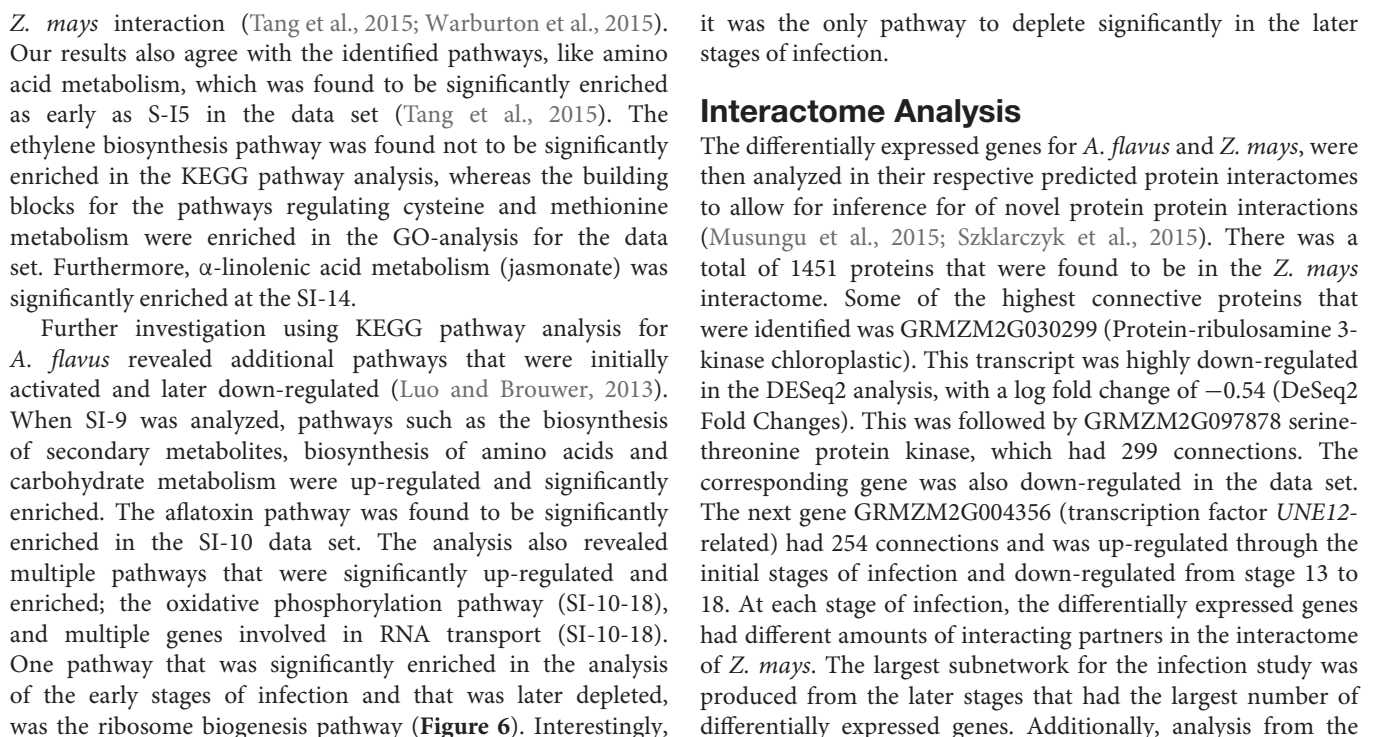 Z. mays interaction (Tang et al., 2015; Warburton et al., 2015).
Our results also agree with the identified pathways, like amino
acid metabolism, which was found to be significantly enriched
as early as S-I5 in the data set (Tang et al., 2015). The
ethylene biosynthesis pathway was found not to be significantly
enriched in the KEGG pathway analysis, whereas the building
blocks for the pathways regulating cysteine and methionine
metabolism were enriched in the GO-analysis for the data
set. Furthermore, α-linolenic acid metabolism (jasmonate) was
significantly enriched at the SI-14.
Further investigation using KEGG pathway analysis for
A. flavus revealed additional pathways that were initially
activated and later down-regulated (Luo and Brouwer, 2013).
When SI-9 was analyzed, pathways such as the biosynthesis
of secondary metabolites, biosynthesis of amino acids and
carbohydrate metabolism were up-regulated and significantly
enriched. The aflatoxin pathway was found to be significantly
enriched in the SI-10 data set. The analysis also revealed
multiple pathways that were significantly up-regulated and
enriched; the oxidative phosphorylation pathway (SI-10-18),
and multiple genes involved in RNA transport (SI-10-18).
One pathway that was significantly enriched in the analysis
of the early stages of infection and that was later depleted,
was the ribosome biogenesis pathway (Figure 6). Interestingly,
it was the only pathway to deplete significantly in the later
stages of infection.
Interactome Analysis
The differentially expressed genes for A. flavus and Z. mays, were
then analyzed in their respective predicted protein interactomes
to allow for inference for of novel protein protein interactions
(Musungu et al., 2015; Szklarczyk et al., 2015). There was a
total of 1451 proteins that were found to be in the Z. mays
interactome. Some of the highest connective proteins that
were identified was GRMZM2G030299 (Protein-ribulosamine 3-
kinase chloroplastic). This transcript was highly down-regulated
in the DESeq2 analysis, with a log fold change of −0.54 (DeSeq2
Fold Changes). This was followed by GRMZM2G097878 serine-
threonine protein kinase, which had 299 connections. The
corresponding gene was also down-regulated in the data set.
The next gene GRMZM2G004356 (transcription factor UNE12-
related) had 254 connections and was up-regulated through the
initial stages of infection and down-regulated from stage 13 to
18. At each stage of infection, the differentially expressed genes
had different amounts of interacting partners in the interactome
of Z. mays. The largest subnetwork for the infection study was
produced from the later stages that had the largest number of
differentially expressed genes. Additionally, analysis from the